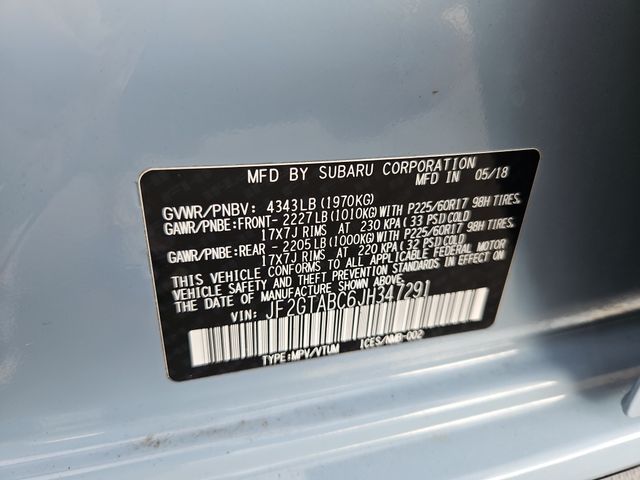 MFD BY SUBARU CORPORATION
MFD IN 05/18
GVWR/PNBV: 4343LB(1970KG)
GAWR/PNBE:FRONT-2227LB(1010KG)WITH P225/60R17 98H TIRES,
17X7J RIMS AT 230 KPA(33 PSI)COLD
GAWR/PNBE:REAR -2205LB(1000KG)WITH P225/60R17 98H TIRES,
17X7J RIMS AT 220 KPA(32 PSI)COLD
THIS VEHICLE CONFORMS TO ALL APPLICABLE FEDERAL MOTOR
VEHICLE SAFETY AND BUMPER STANDARDS IN EFFECT ON
THE DATE OF MANUFACTURE SHOWN ABOVE.
VIN: JF2GTABC6JH347291
TYPE:MPV/VTUM ICES/NMB-002